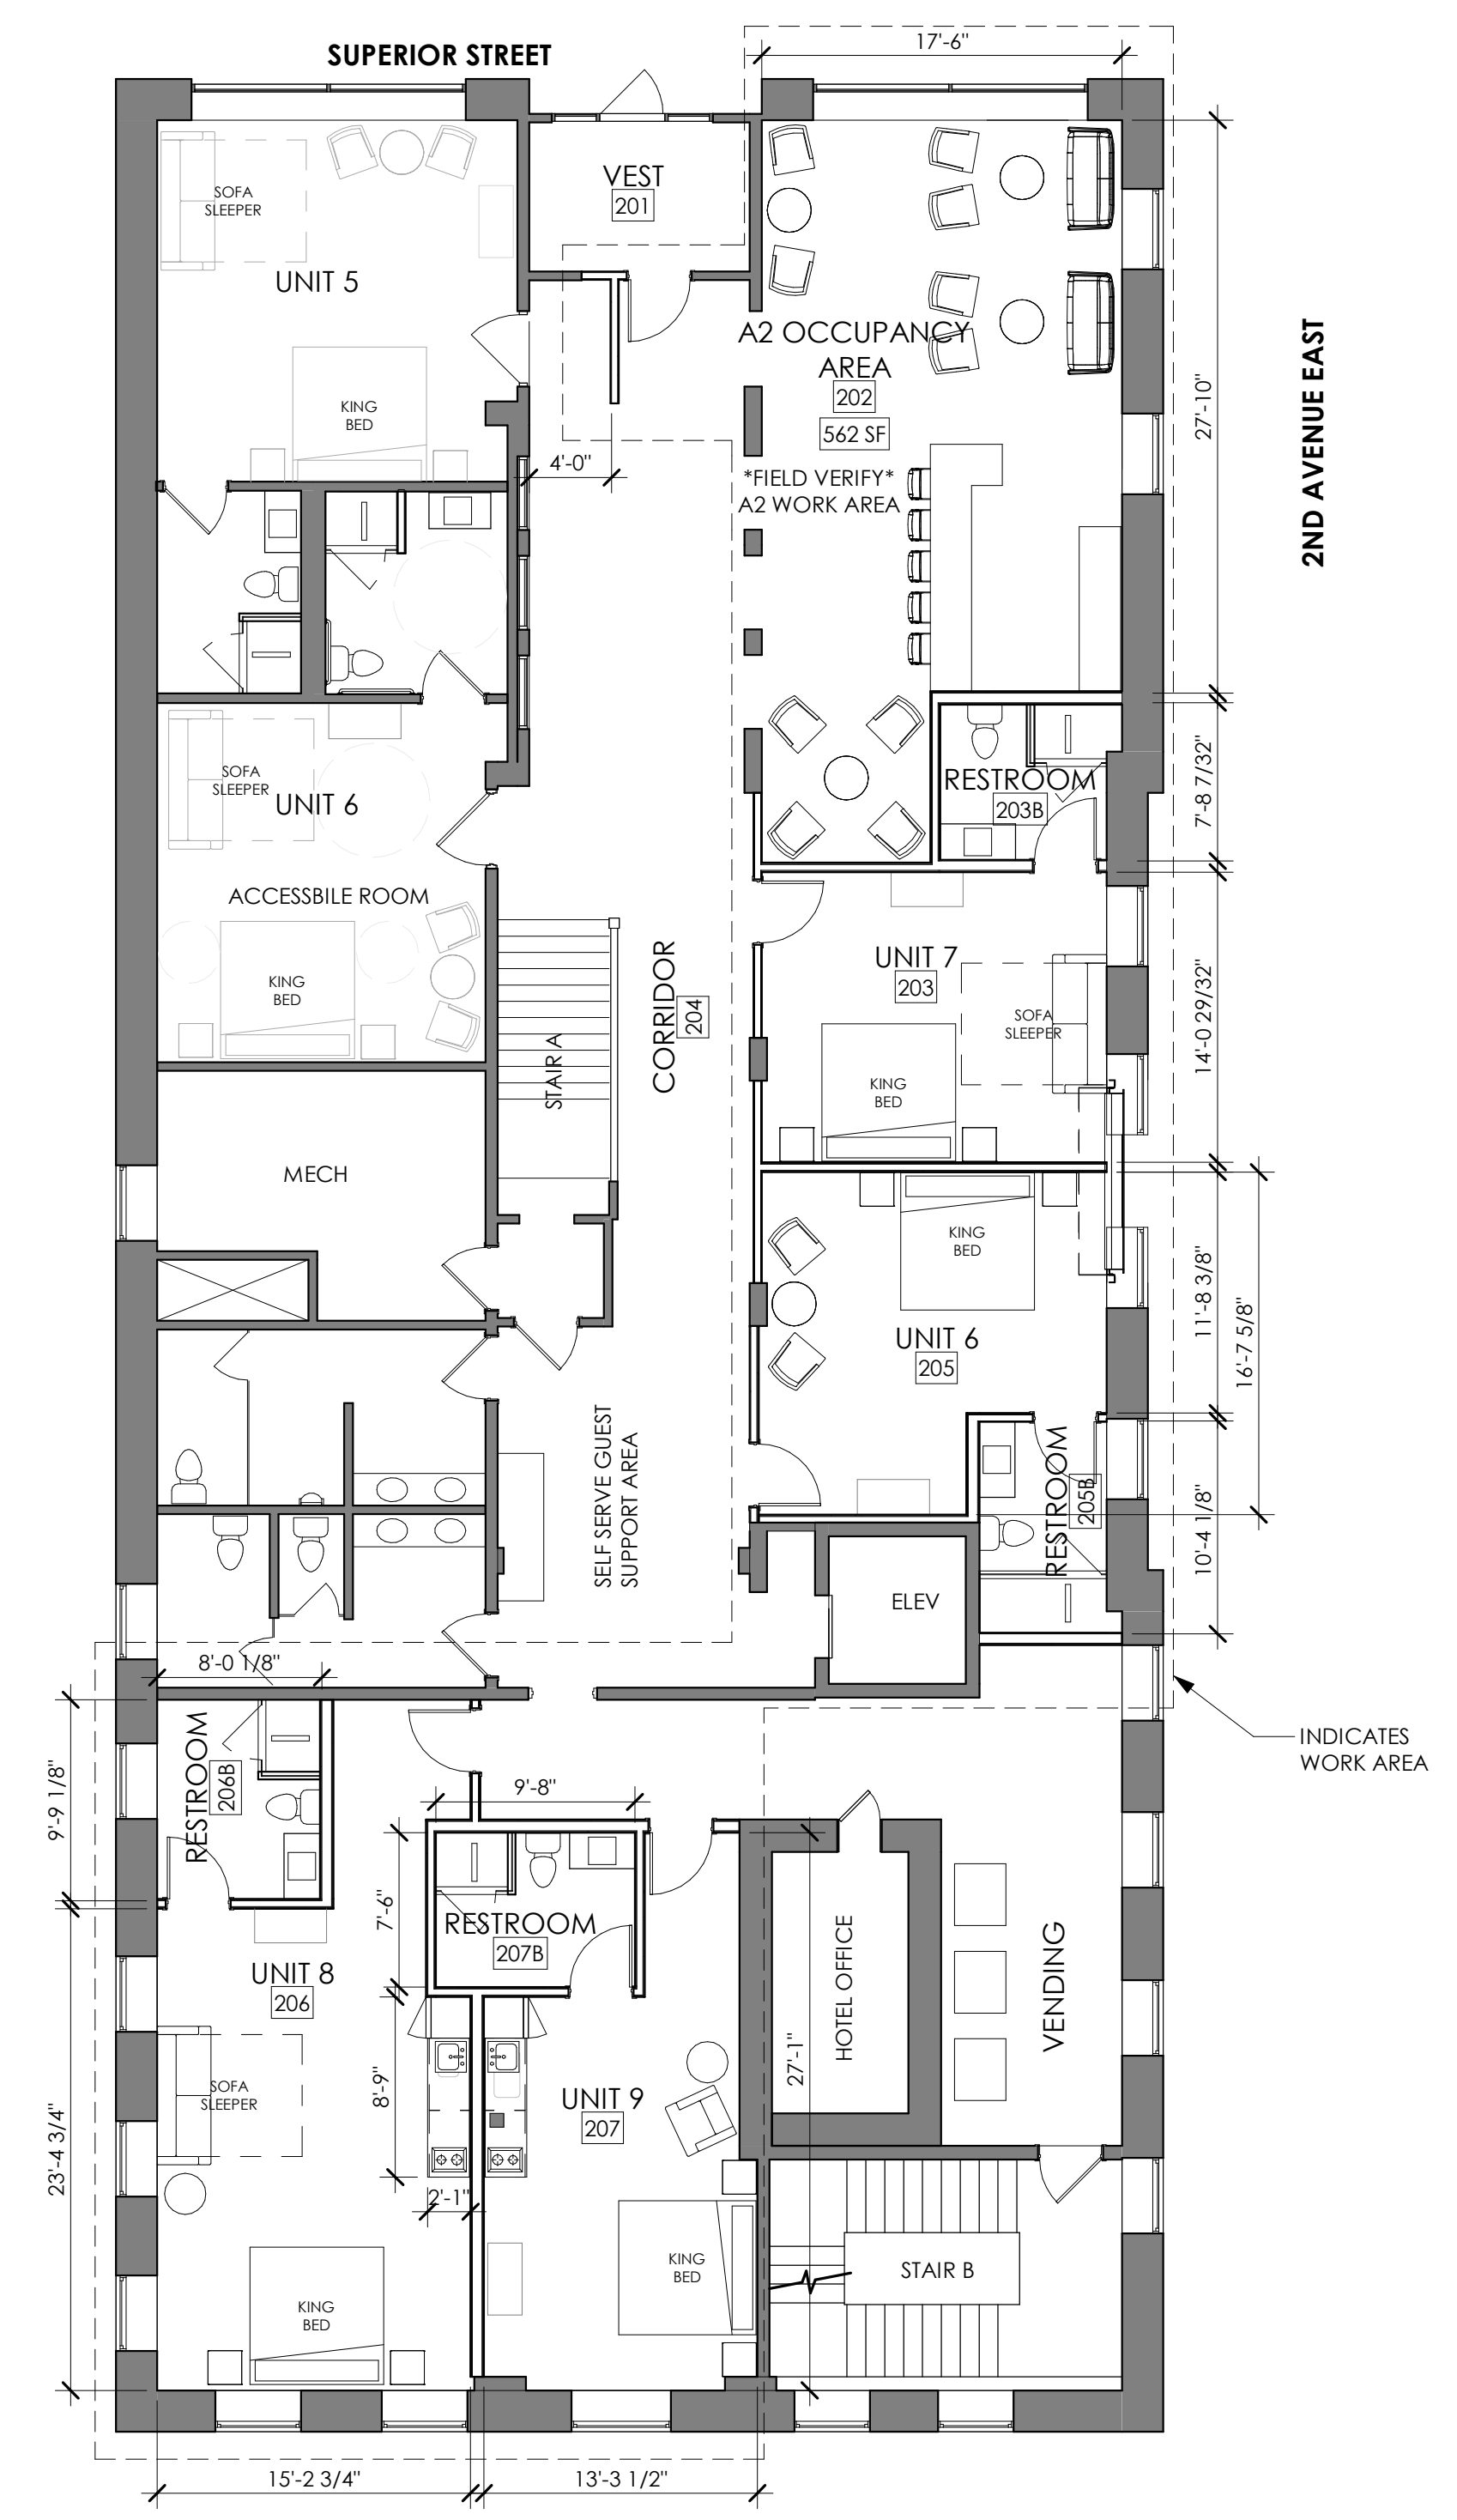 SUPERIOR STREET
17'-6"
VEST
201
SOFA
SLEEPER
UNIT 5
KING
BED
A2 OCCUPANCY
AREA
202
562 SF
*FIELD VERIFY*
A2 WORK AREA
4'-0"
27'-10"
2ND AVENUE EAST
SOFA
SLEEPER
UNIT 6
ACCESSBILE ROOM
KING
BED
RESTROOM
203B
7'-8 7/32"
UNIT 7
203
SOFA
SLEEPER
KING
BED
14'-0 29/32"
STAIR A
CORRIDOR
204
MECH
KING
BED
UNIT 6
205
11'-8 3/8"
16'-7 5/8"
SELF SERVE GUEST
SUPPORT AREA
RESTROOM
205B
10'-4 1/8"
ELEV
8'-0 1/8"
INDICATES
WORK AREA
RESTROOM
206B
9'-9 1/8"
9'-8"
7'-6"
RESTROOM
207B
HOTEL OFFICE
VENDING
UNIT 8
206
27'-1"
8'-9"
SOFA
SLEEPER
UNIT 9
207
23'-4 3/4"
2'-1"
KING
BED
STAIR B
KING
BED
15'-2 3/4"
13'-3 1/2"